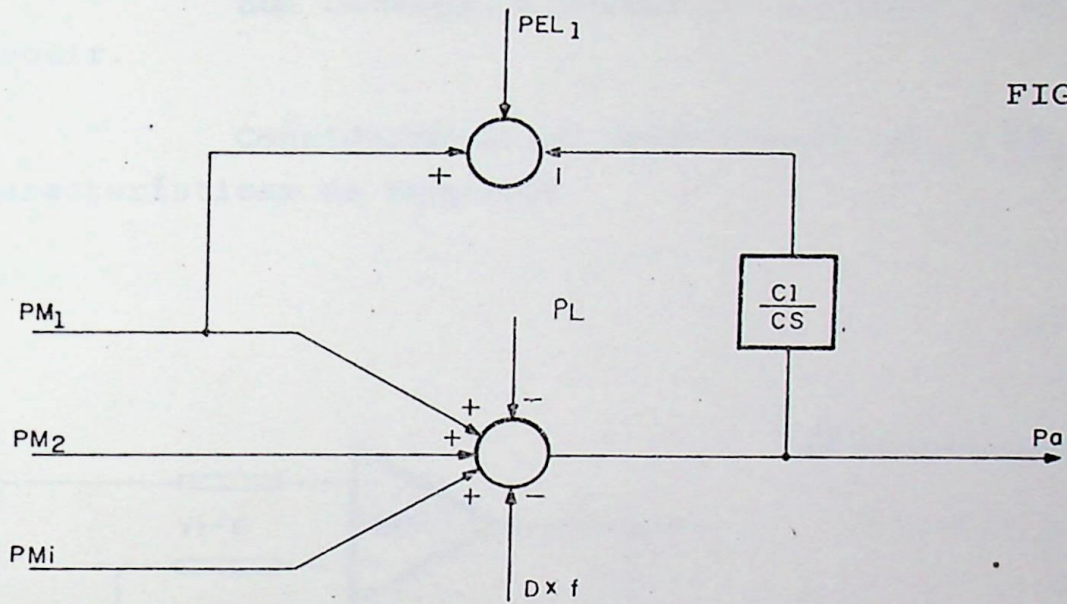 PEL1
FIG
+
PM1
PL
C1
CS
-
+
+
PM2
Pa
+
-
PMi
D x f